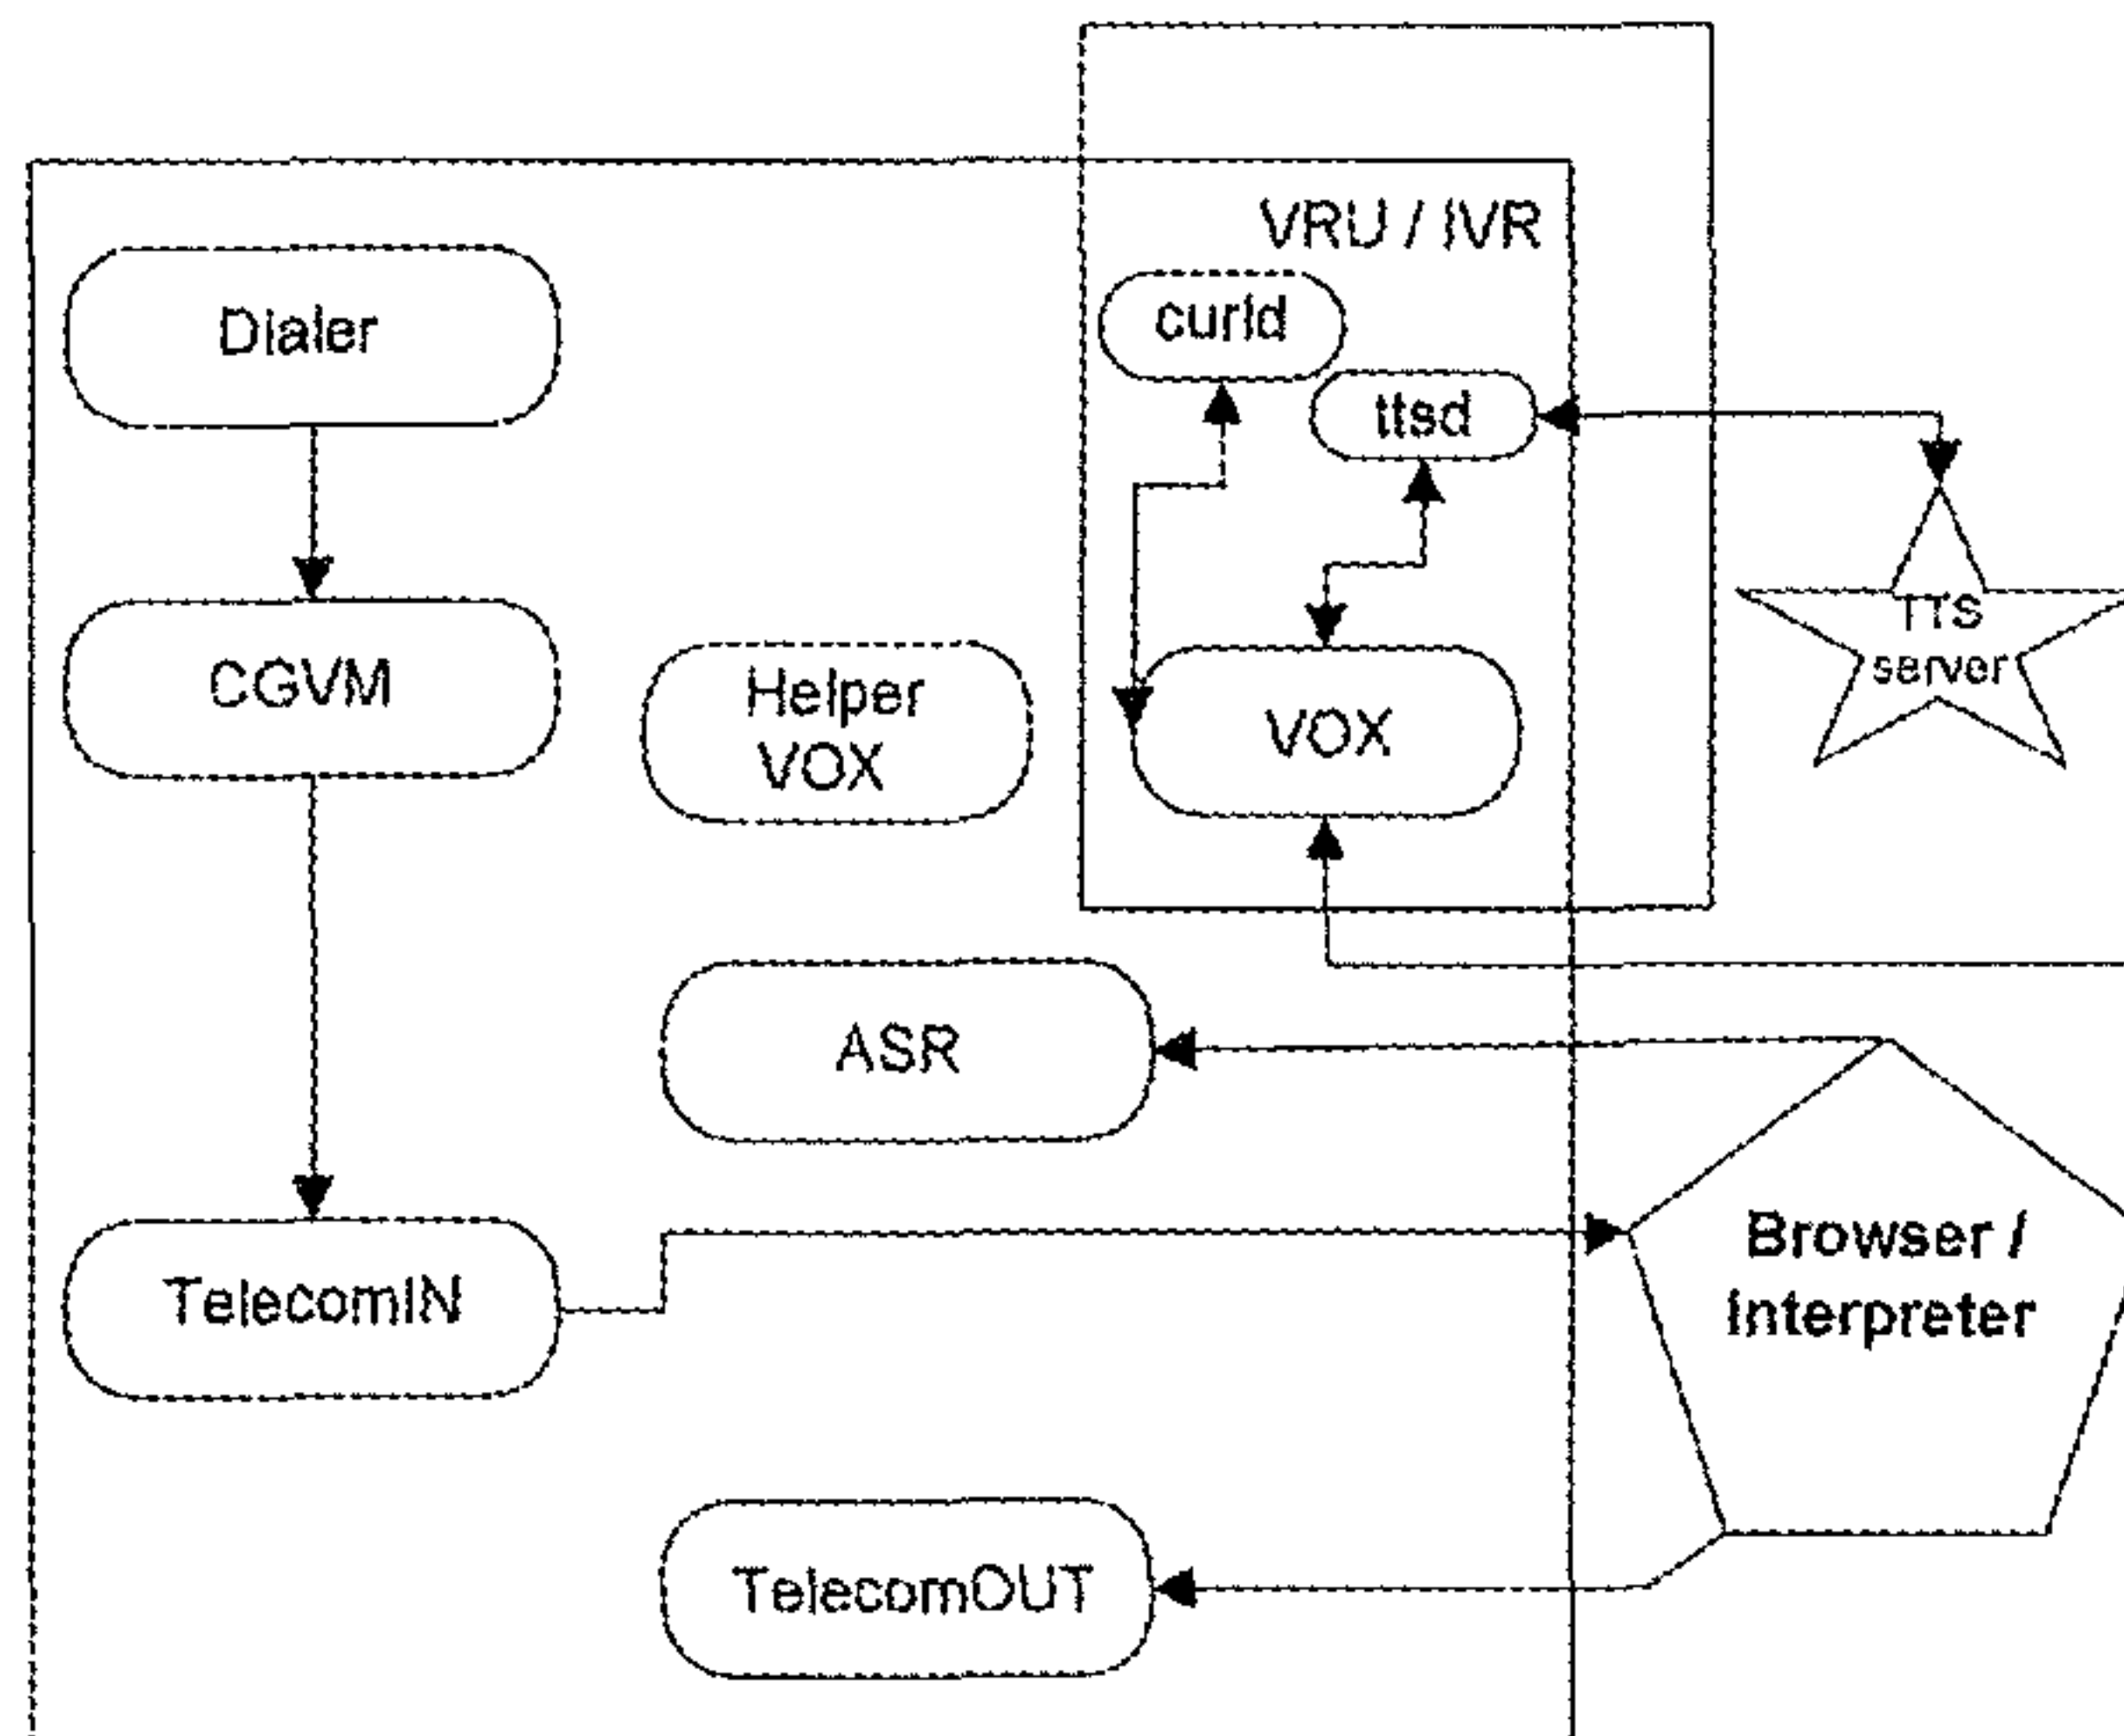 VRU / IVR
Dialer
curld
ttsd
CGVM
Helper
VOX
VOX
TTS
server
ASR
Browser /
Interpreter
TelecomIN
TelecomOUT